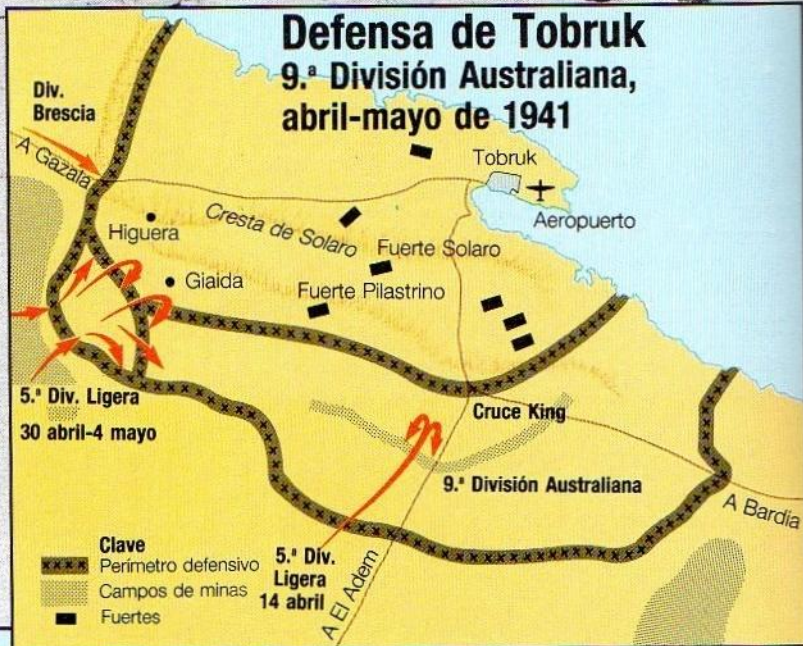 Defensa de Tobruk
9.ª División Australiana,
abril-mayo de 1941
Div.
Brescia
A Gazala
Tobruk
Aeropuerto
Higuera
Cresta de Solaro
Fuerte Solaro
Giaida
Fuerte Pilastrino
5.ª Div. Ligera
30 abril-4 mayo
Cruce King
9.ª División Australiana
A Bardia
Clave
Perímetro defensivo
Campos de minas
Fuertes
5.ª Div.
Ligera
14 abril
A El Adem